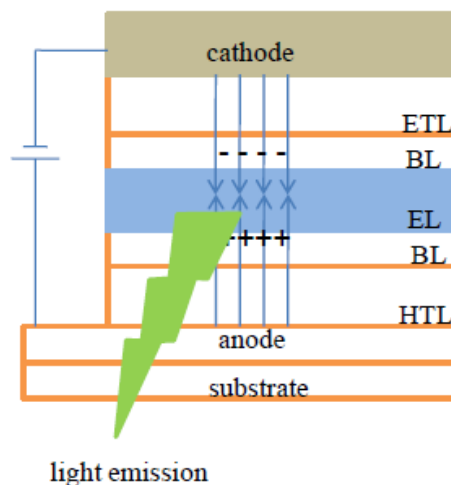 cathode
ETL
- - - -
BL
EL
++++
BL
HTL
anode
substrate
light emission